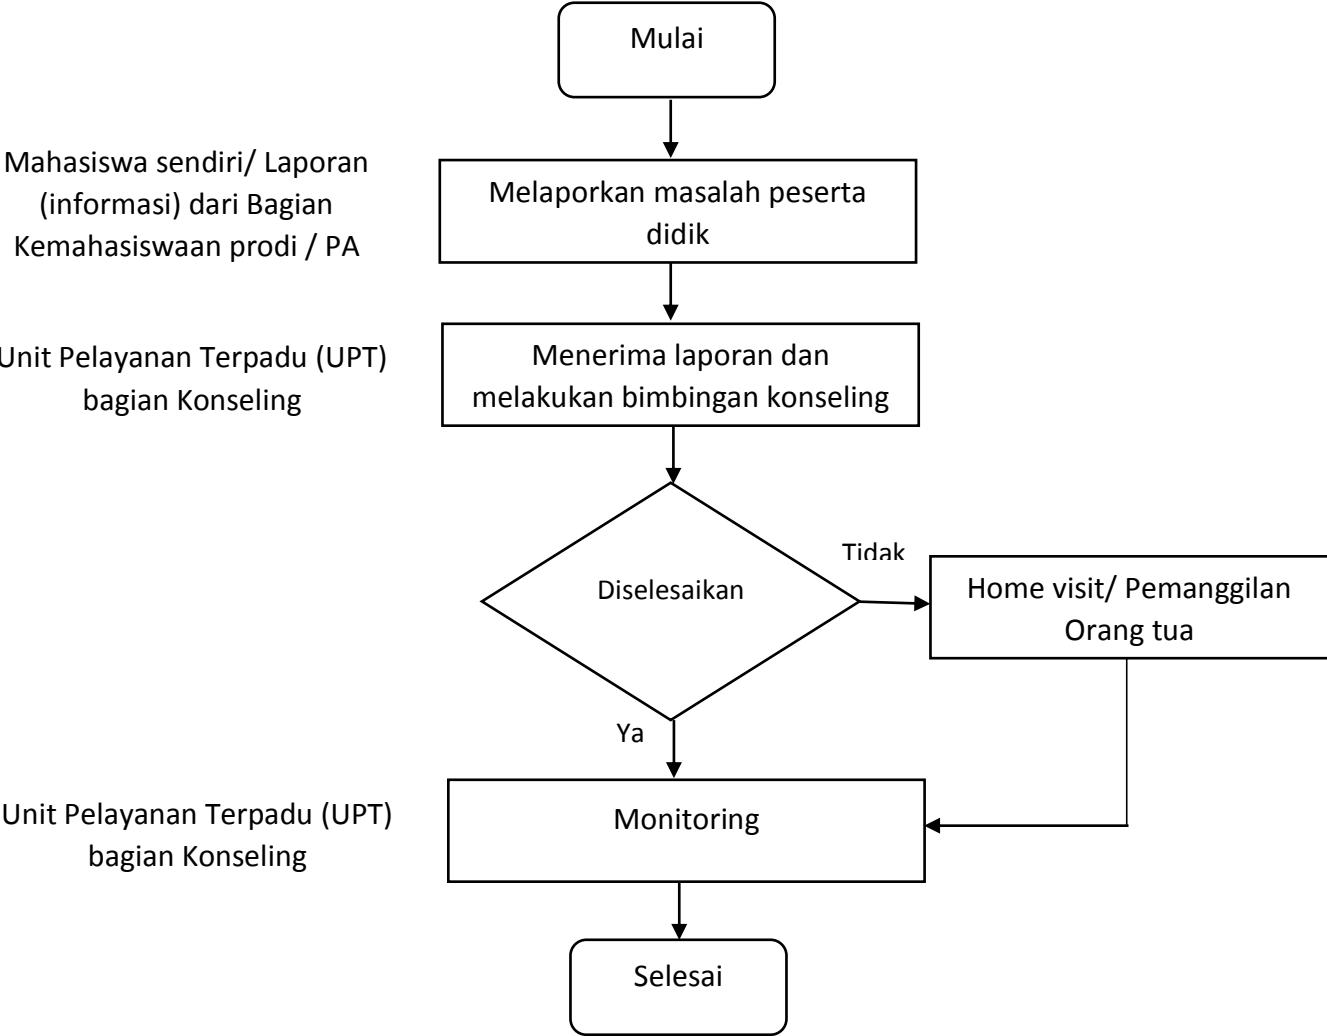 Mulai
Mahasiswa sendiri/ Laporan
(informasi) dari Bagian
Kemahasiswaan prodi / PA
Melaporkan masalah peserta
didik
Unit Pelayanan Terpadu (UPT)
bagian Konseling
Menerima laporan dan
melakukan bimbingan konseling
Diselesaikan
Tidak
Home visit/ Pemanggilan
Orang tua
Ya
Unit Pelayanan Terpadu (UPT)
bagian Konseling
Monitoring
Selesai